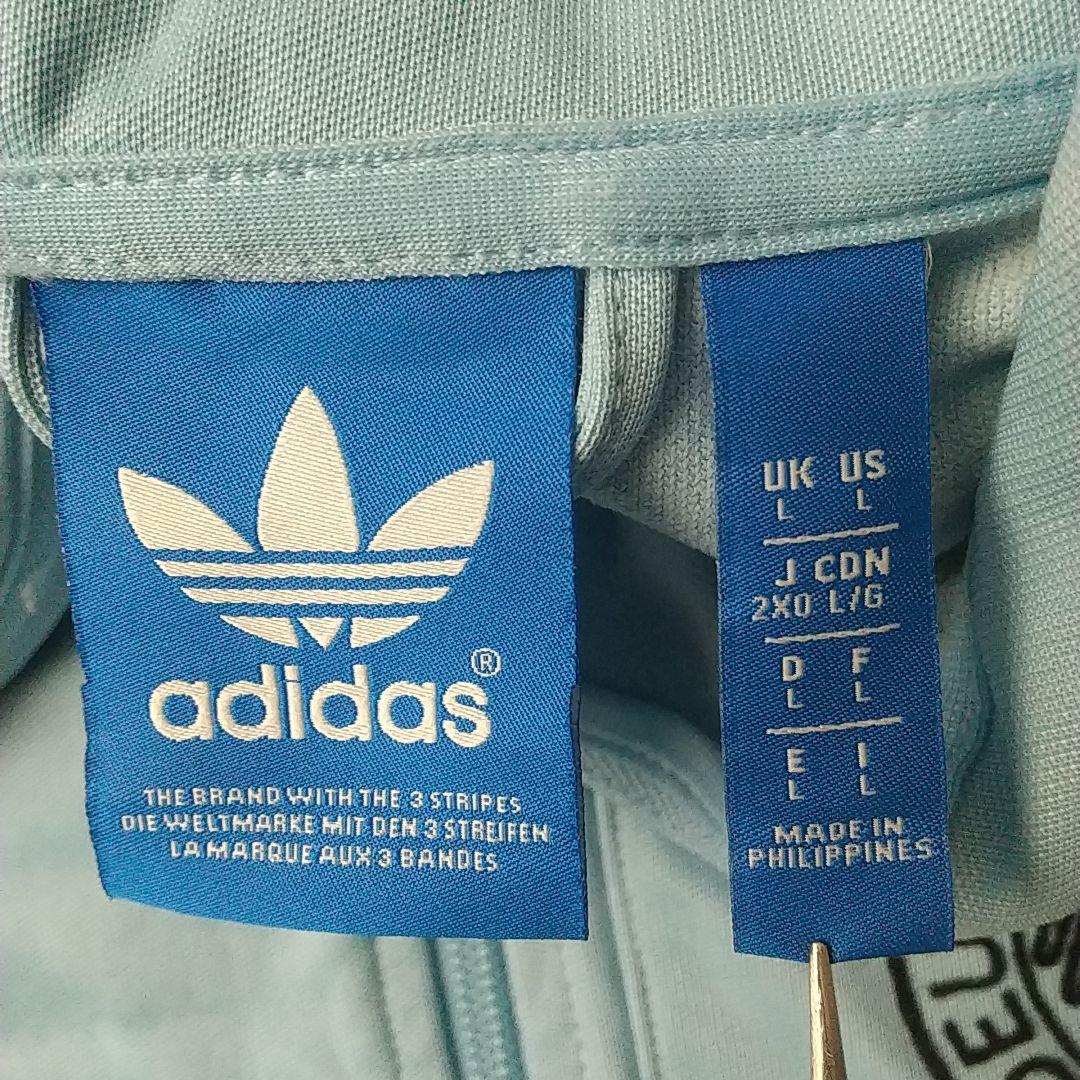 adidas®
THE BRAND WITH THE 3 STRIPES
DIE WELTMARKE MIT DEN 3 STREIFEN
LA MARQUE AUX 3 BANDES
UK US
L L
J CDN
2XO L/G
D F
L L
E I
L L
MADE IN
PHILIPPINES